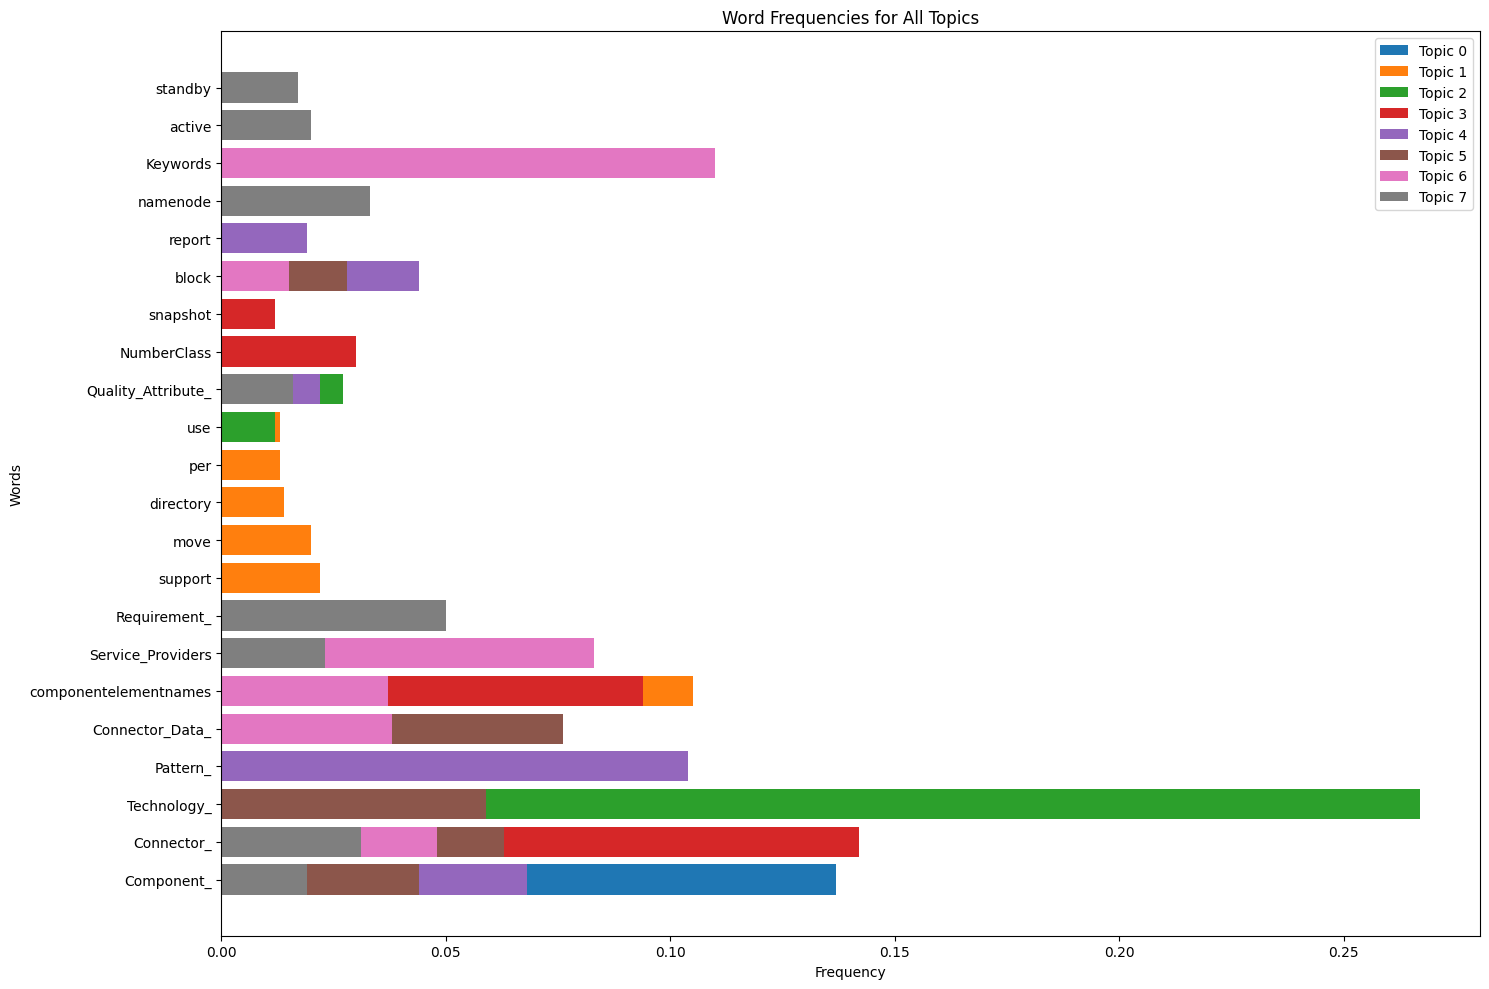 Word Frequencies for All Topics
Topic 0
Topic 1
Topic 2
Topic 3
Topic 4
Topic 5
Topic 6
Topic 7
Words
standby
active
Keywords
namenode
report
block
snapshot
NumberClass
Quality_Attribute_
use
per
directory
move
support
Requirement_
Service_Providers
componentelementnames
Connector_Data_
Pattern_
Technology_
Connector_
Component_
0.00 0.05 0.10 0.15 0.20 0.25
Frequency